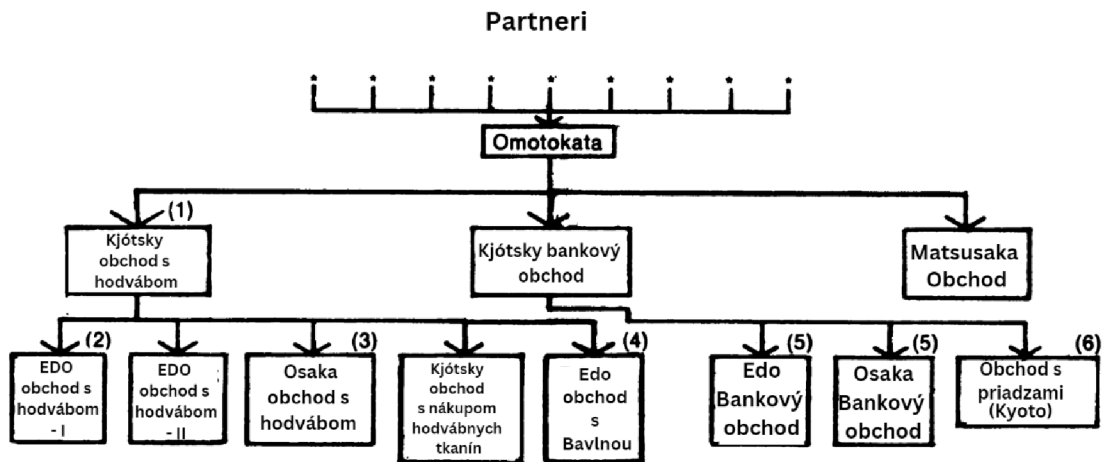 Partneri
* * * * * * * * *
Omotokata
(1)
Kjótsky
obchod s
hodvábom
Kjótsky bankový
obchod
Matsusaka
Obchod
(2)
EDO
obchod s
hodvábom
- I
EDO
obchod s
hodvábom
- II
(3)
Osaka
obchod s
hodvábom
Kjótsky
obchod
s nákupom
hodvábnych
tkanín
(4)
Edo
obchod
s
Bavlnou
(5)
Edo
Bankový
obchod
(5)
Osaka
Bankový
obchod
(6)
Obchod s
priadzami
(Kyoto)